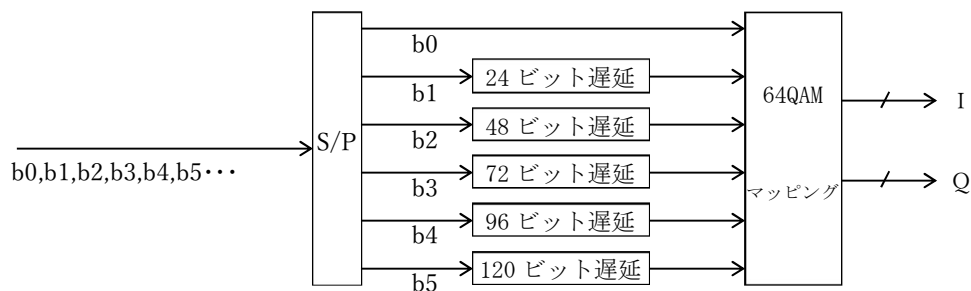 b0
b1
24 ビット遅延
64QAM
I
b2
48 ビット遅延
S/P
b0,b1,b2,b3,b4,b5･･･
b3
72 ビット遅延
マッピング
Q
b4
96 ビット遅延
b5
120 ビット遅延